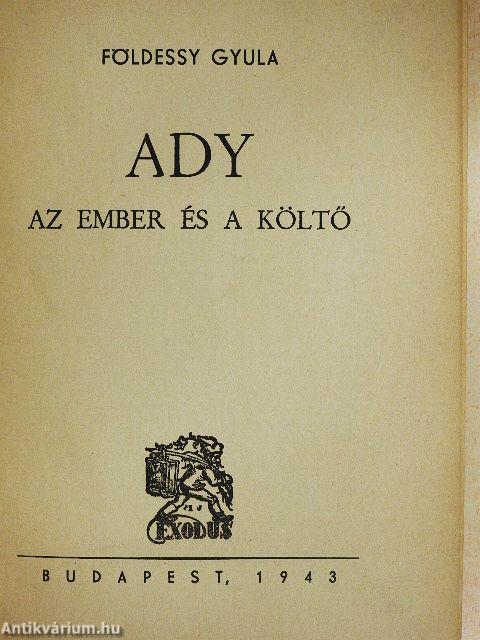 FÖLDESSY GYULA
ADY
AZ EMBER ÉS A KÖLTŐ
EXODUS
BUDAPEST, 1943
Antikvárium.hu